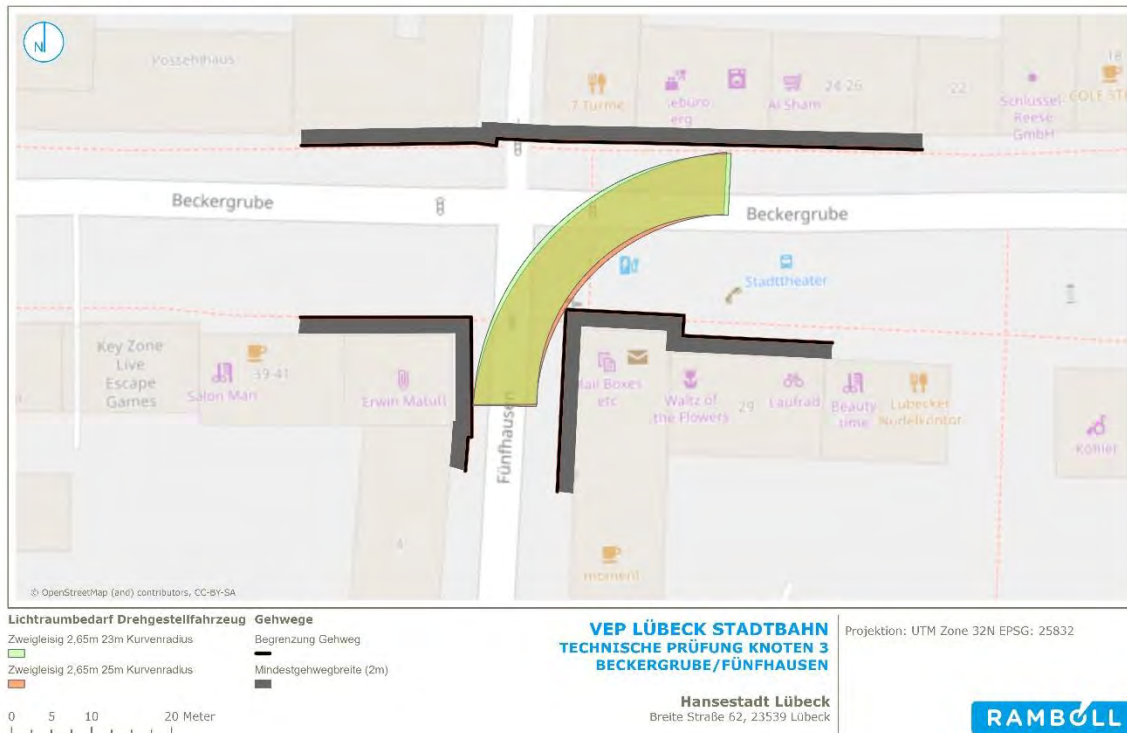 N
Possehlhaus
7 Türme
Al Sham
24-26
22
18
Schlüssel-
Reese
GmbH
Beckergrube
Beckergrube
Stadttheater
Key Zone
Live
Escape
Games
39-41
Salon Man
Erwin Matull
Fünfhausen
Mail Boxes
etc
Waltz of
the Flowers
29
Laufrad
Beauty
time
Lübecker
Nudelkontor
Köhler
4
moment
© OpenStreetMap (and) contributors, CC-BY-SA
Lichtraumbedarf Drehgestellfahrzeug
Zweigleisig 2,65m 23m Kurvenradius
Zweigleisig 2,65m 25m Kurvenradius
Gehwege
Begrenzung Gehweg
Mindestgehwegbreite (2m)
0 5 10 20 Meter
VEP LÜBECK STADTBAHN
TECHNISCHE PRÜFUNG KNOTEN 3
BECKERGRUBE/FÜNFHAUSEN
Hansestadt Lübeck
Breite Straße 62, 23539 Lübeck
Projektion: UTM Zone 32N EPSG: 25832
RAMBOLL